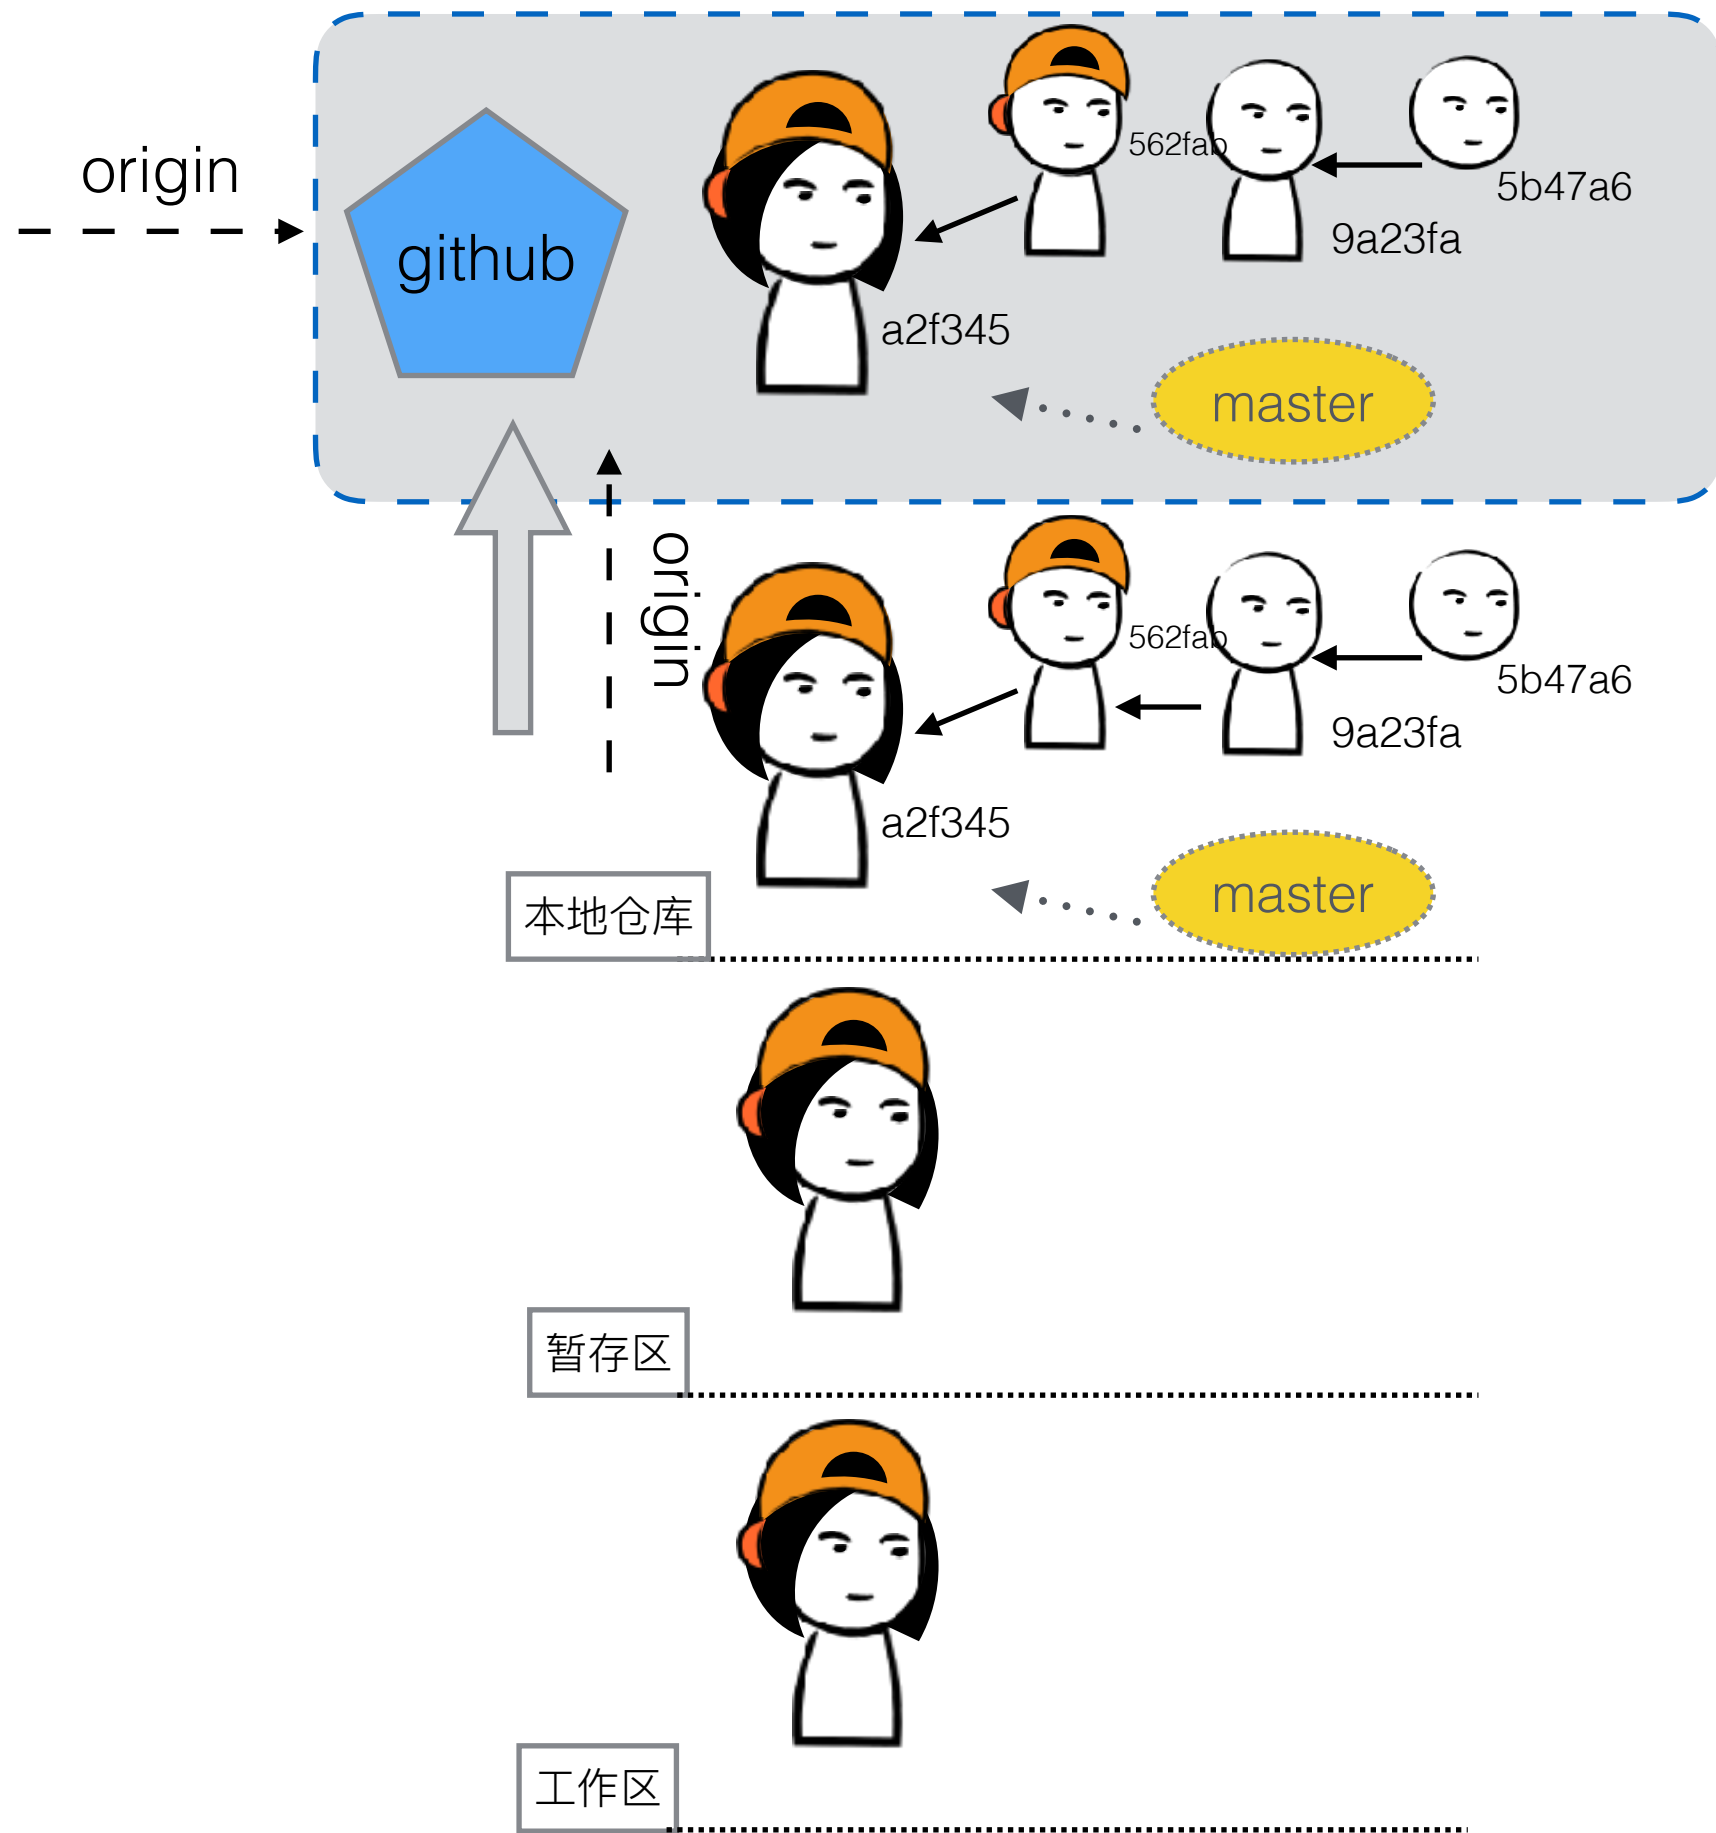 origin
github
562fab
5b47a6
9a23fa
a2f345
master
origin
562fab
5b47a6
9a23fa
a2f345
master
本地仓库
暂存区
工作区